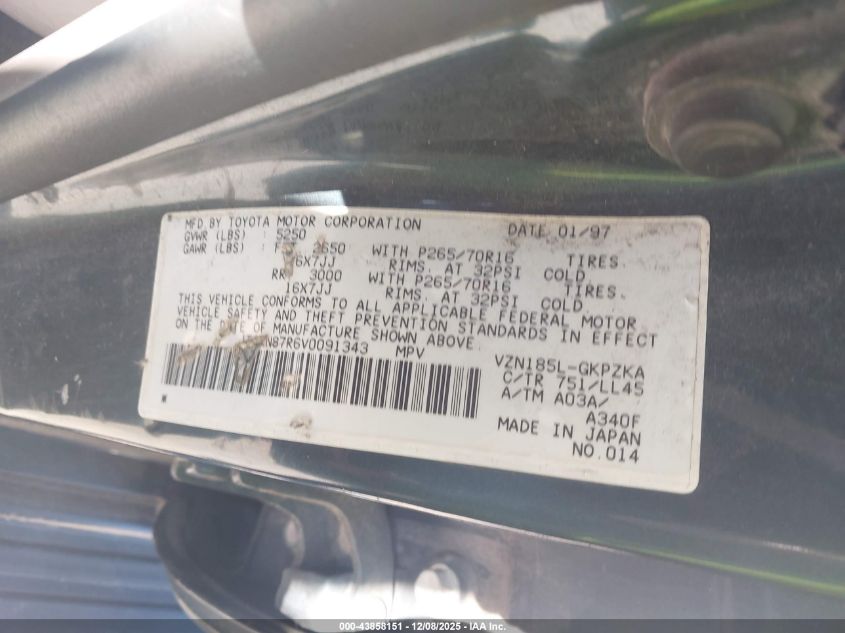 MFD BY TOYOTA MOTOR CORPORATION DATE 01/97
GVWR (LBS) : 5250
GAWR (LBS) : 2650 WITH P265/70R16 TIRES.
16X7JJ RIMS. AT 32PSI COLD
RR 3000 WITH P265/70R16 TIRES.
16X7JJ RIMS. AT 32PSI COLD.
THIS VEHICLE CONFORMS TO ALL APPLICABLE FEDERAL MOTOR
VEHICLE SAFETY AND THEFT PREVENTION STANDARDS IN EFFECT
ON THE DATE OF MANUFACTURE SHOWN ABOVE.
N87R6V0091343 MPV
VZN185L-GKPZKA
C/TR 751/LL45
A/TM A03A/
A340F
MADE IN JAPAN
NO.014
000-43858151 - 12/08/2025 - IAA Inc.